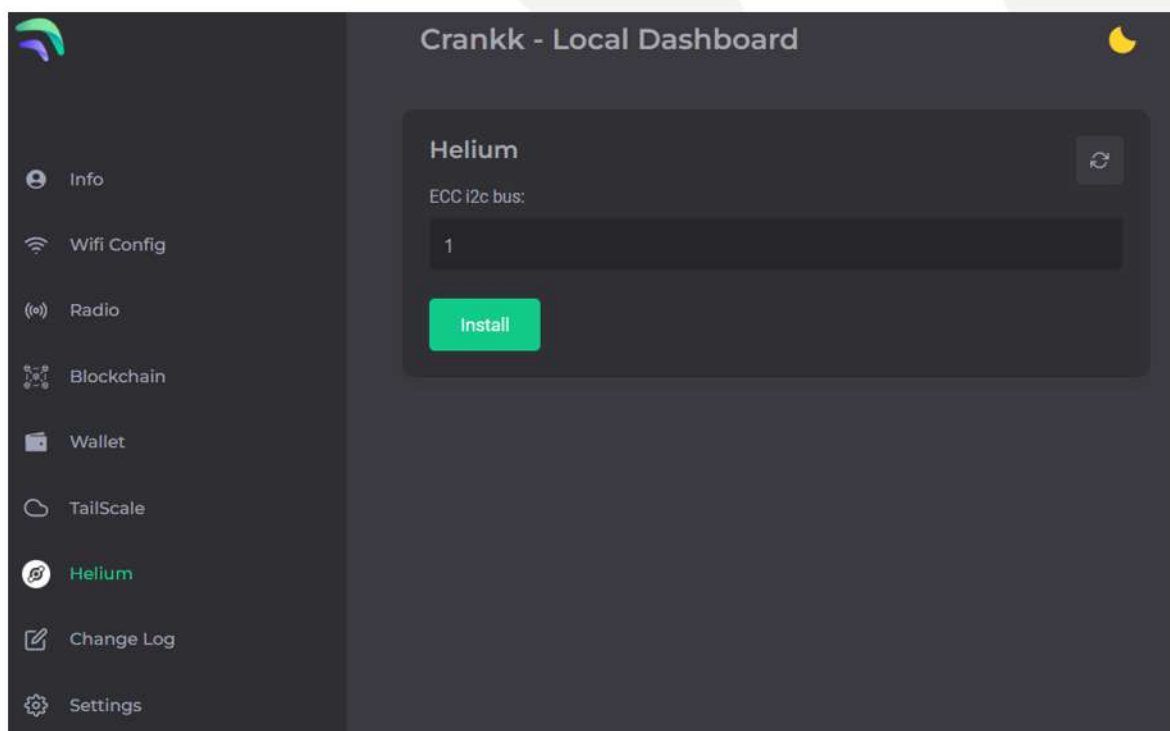 Crankk - Local Dashboard
Info
Wifi Config
Radio
Blockchain
Wallet
TailScale
Helium
Change Log
Settings
Helium
ECC i2c bus:
1
Install